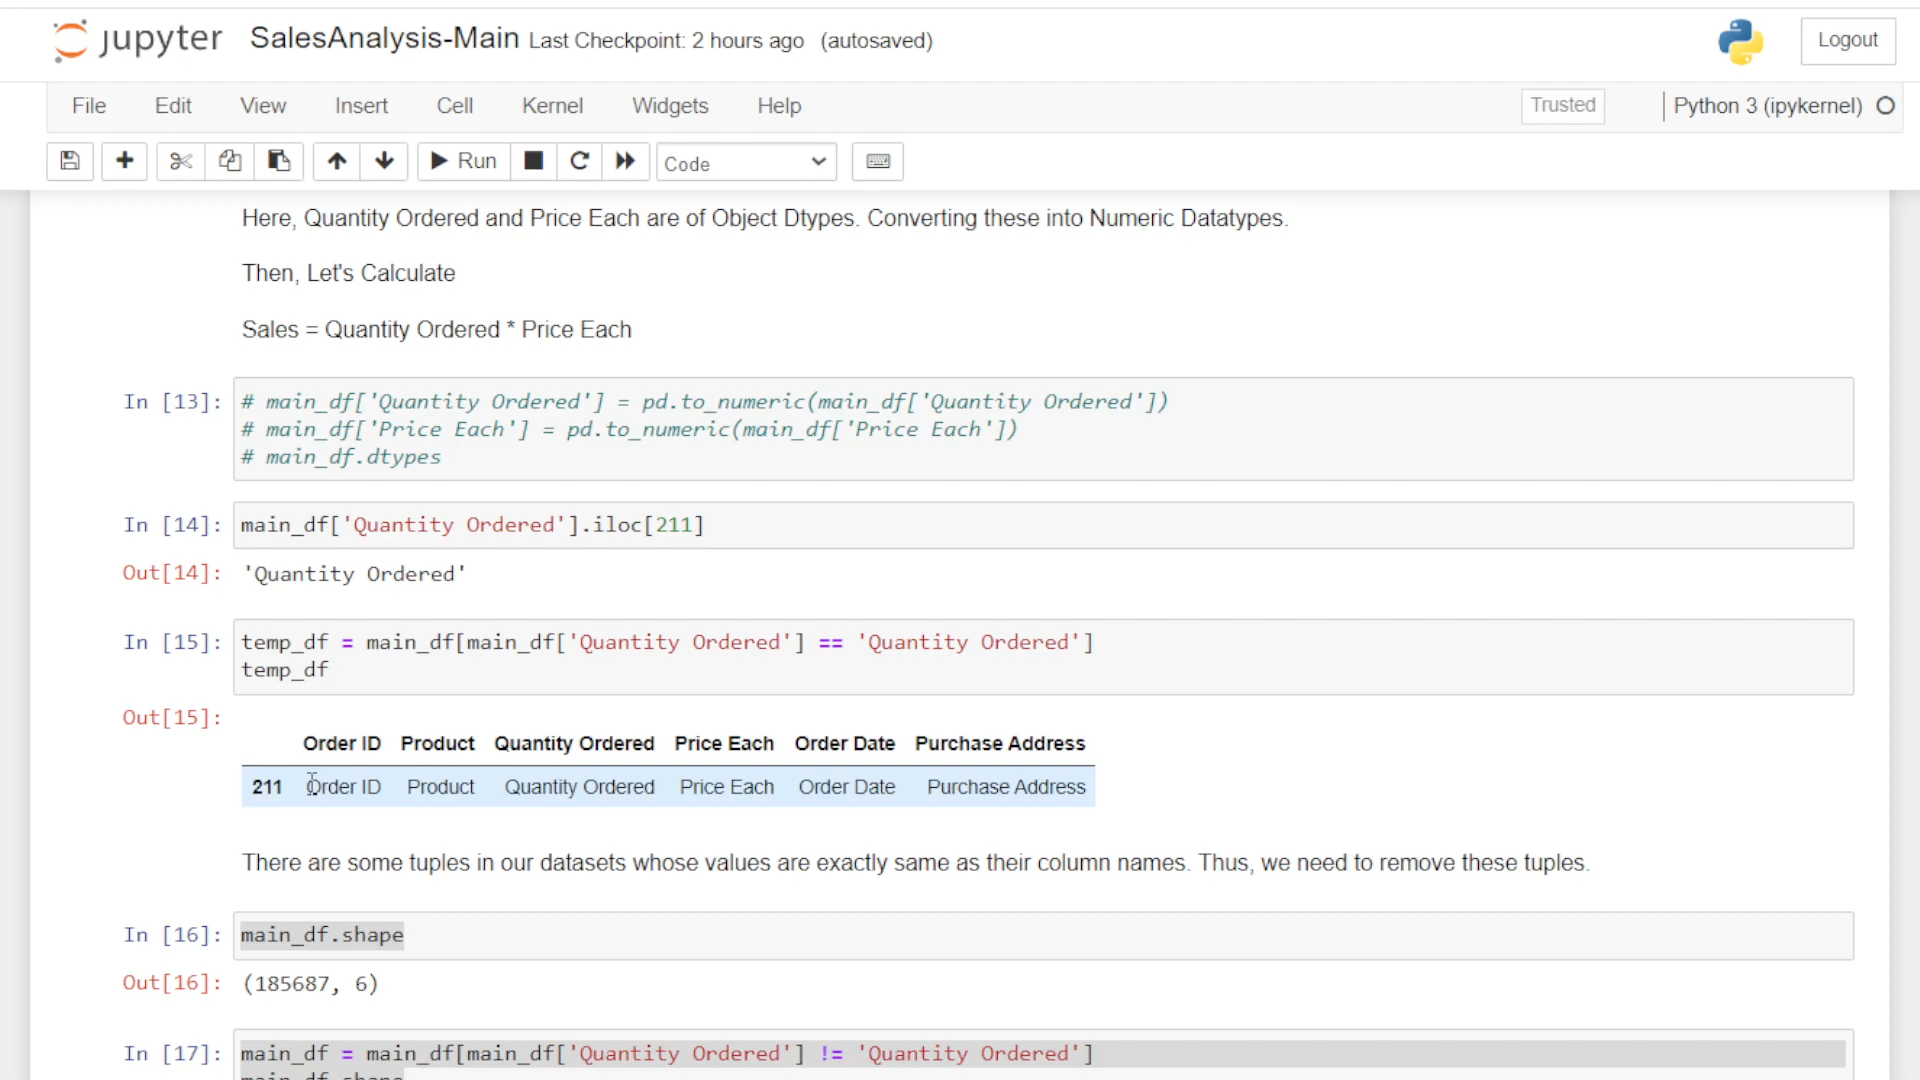 jupyter SalesAnalysis-Main Last Checkpoint: 2 hours ago (autosaved) Logout
File Edit View Insert Cell Kernel Widgets Help Trusted Python 3 (ipykernel)
Run Code
Here, Quantity Ordered and Price Each are of Object Dtypes. Converting these into Numeric Datatypes.
Then, Let's Calculate
Sales = Quantity Ordered * Price Each
In [13]: # main_df['Quantity Ordered'] = pd.to_numeric(main_df['Quantity Ordered'])
# main_df['Price Each'] = pd.to_numeric(main_df['Price Each'])
# main_df.dtypes
In [14]: main_df['Quantity Ordered'].iloc[211]
Out[14]: 'Quantity Ordered'
In [15]: temp_df = main_df[main_df['Quantity Ordered'] == 'Quantity Ordered']
temp_df
Out[15]:
Order ID Product Quantity Ordered Price Each Order Date Purchase Address
211 Order ID Product Quantity Ordered Price Each Order Date Purchase Address
There are some tuples in our datasets whose values are exactly same as their column names. Thus, we need to remove these tuples.
In [16]: main_df.shape
Out[16]: (185687, 6)
In [17]: main_df = main_df[main_df['Quantity Ordered'] != 'Quantity Ordered']
main_df.shape